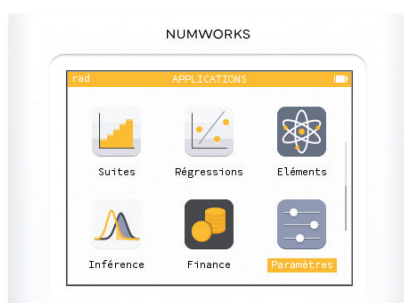 NUMWORKS
rad APPLICATIONS
Suites Régressions Eléments
Inférence Finance Paramètres